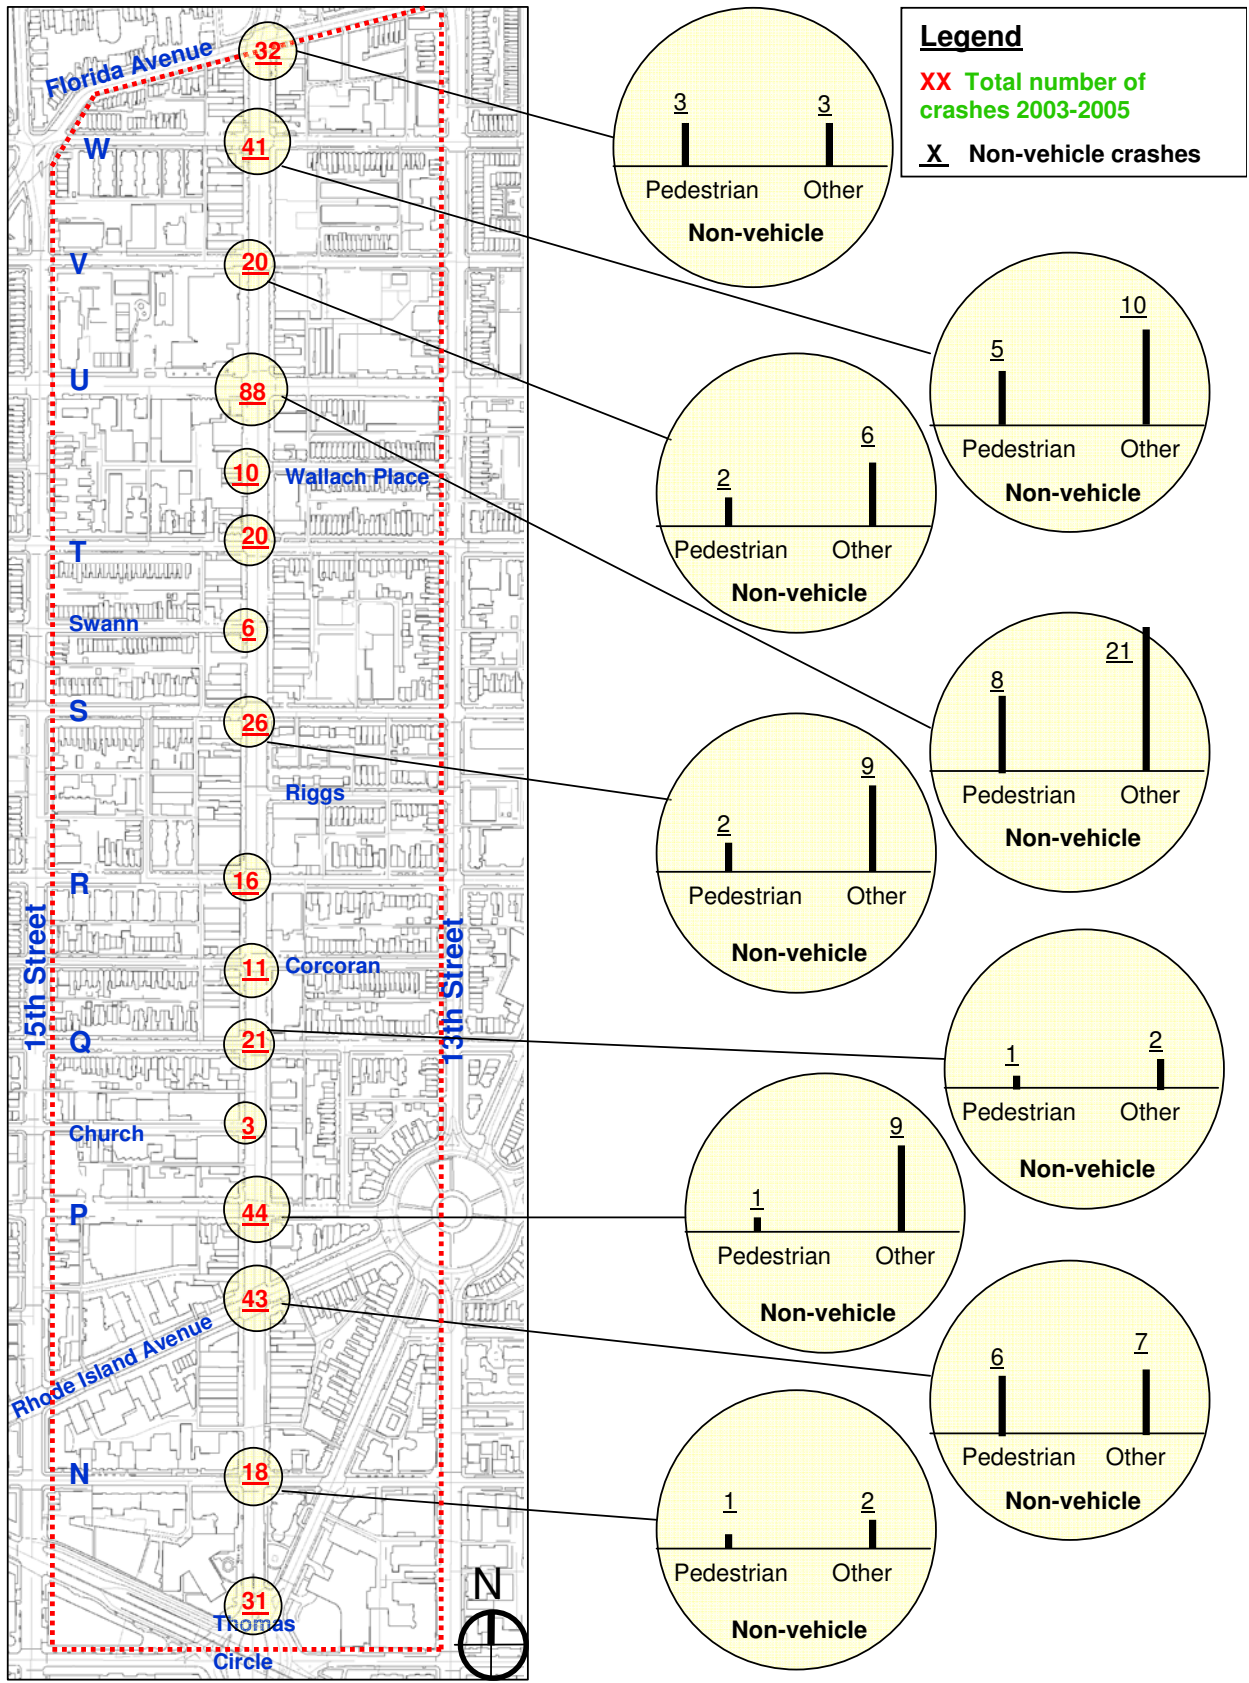 Florida Avenue
32
W
41
V
20
U
88
10
Wallach Place
T
20
Swann
6
S
26
Riggs
R
16
15th Street
13th Street
11
Corcoran
Q
21
Church
3
P
44
43
Rhode Island Avenue
N
18
31
Thomas
Circle
N
Legend
XX Total number of
crashes 2003-2005
X Non-vehicle crashes
3 3
Pedestrian Other
Non-vehicle
5 10
Pedestrian Other
Non-vehicle
2 6
Pedestrian Other
Non-vehicle
8 21
Pedestrian Other
Non-vehicle
2 9
Pedestrian Other
Non-vehicle
1 2
Pedestrian Other
Non-vehicle
1 9
Pedestrian Other
Non-vehicle
6 7
Pedestrian Other
Non-vehicle
1 2
Pedestrian Other
Non-vehicle